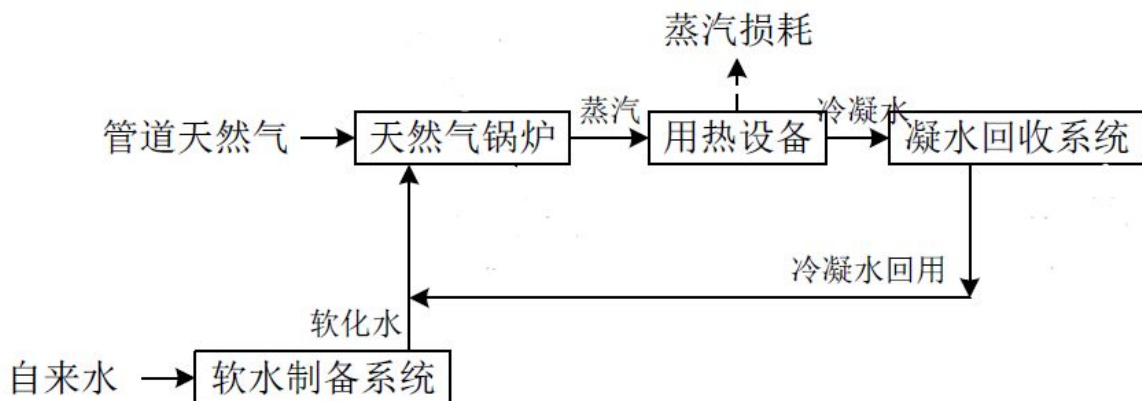 蒸汽损耗
管道天然气
天然气锅炉
蒸汽
用热设备
冷凝水
凝水回收系统
冷凝水回用
软化水
自来水
软水制备系统